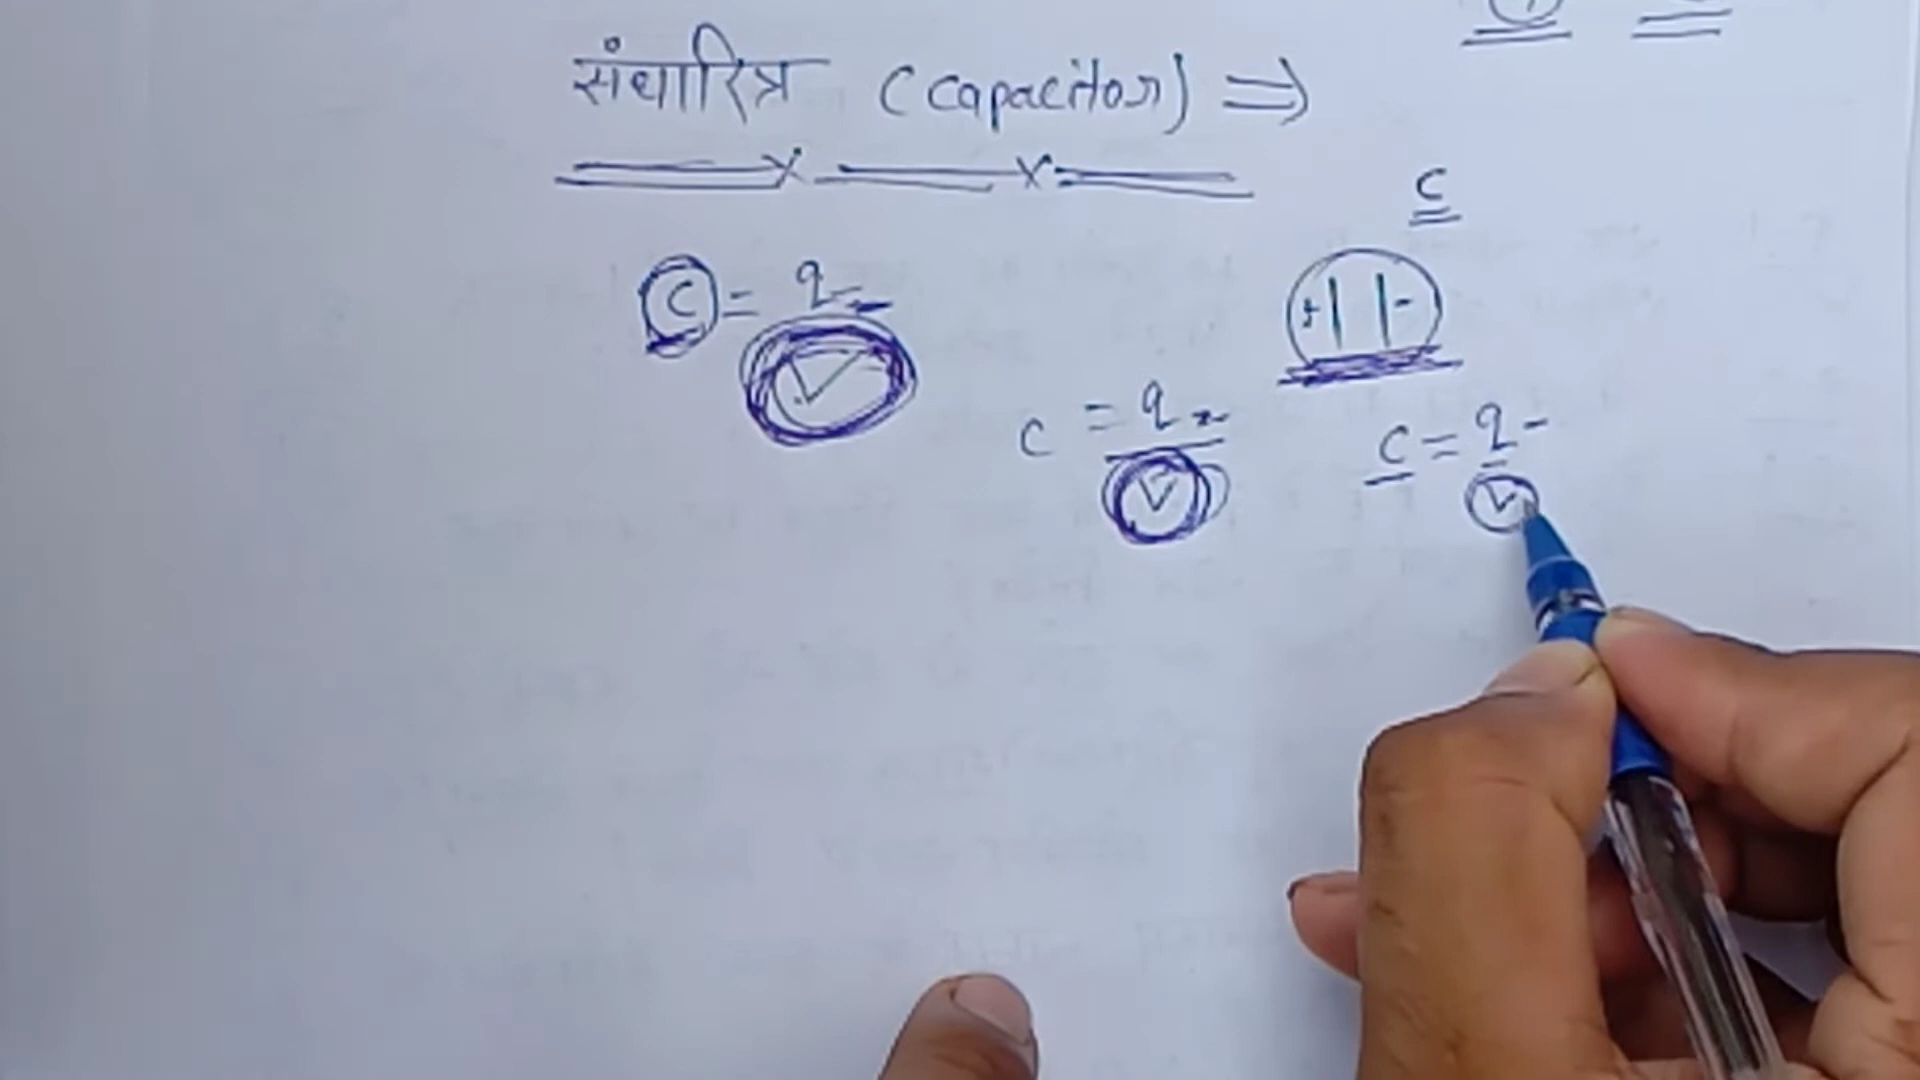 संधारित्र (Capacitor) ⇒
C
C = q
V
+ -
C = q
V
C = q
V